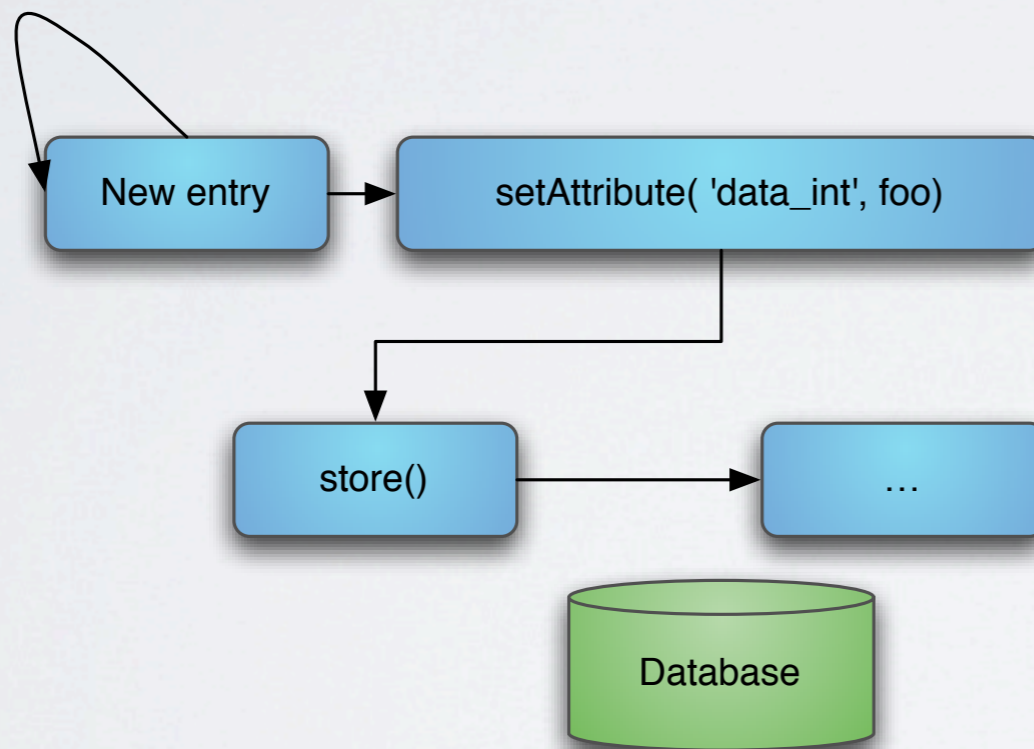 New entry
setAttribute( 'data_int', foo)
store()
...
Database